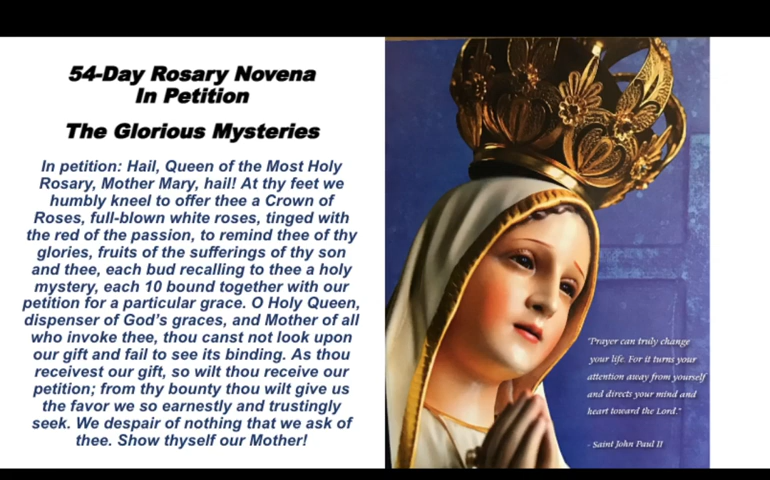 54-Day Rosary Novena
In Petition
The Glorious Mysteries
In petition: Hail, Queen of the Most Holy
Rosary, Mother Mary, hail! At thy feet we
humbly kneel to offer thee a Crown of
Roses, full-blown white roses, tinged with
the red of the passion, to remind thee of thy
glories, fruits of the sufferings of thy son
and thee, each bud recalling to thee a holy
mystery, each 10 bound together with our
petition for a particular grace. O Holy Queen,
dispenser of God's graces, and Mother of all
who invoke thee, thou canst not look upon
our gift and fail to see its binding. As thou
receivest our gift, so wilt thou receive our
petition; from thy bounty thou wilt give us
the favor we so earnestly and trustingly
seek. We despair of nothing that we ask of
thee. Show thyself our Mother!
"Prayer can truly change
your life. For it turns your
attention away from yourself
and directs your mind and
heart toward the Lord."
- Saint John Paul II